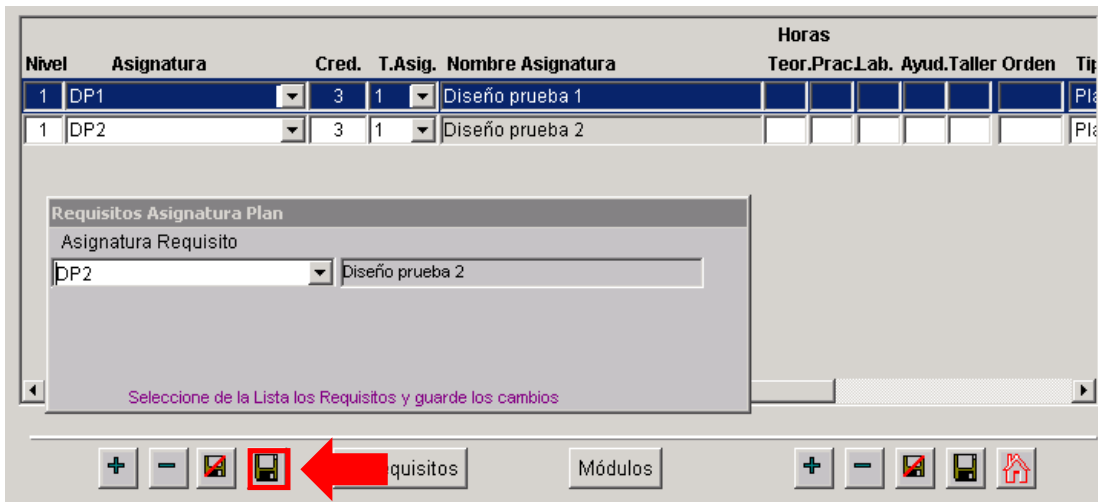 Horas
Nivel Asignatura Cred. T.Asig. Nombre Asignatura Teor. Prac. Lab. Ayud. Taller Orden
1 DP1 3 1 Diseño prueba 1
1 DP2 3 1 Diseño prueba 2
Requisitos Asignatura Plan
Asignatura Requisito
DP2 Diseño prueba 2
Seleccione de la Lista los Requisitos y guarde los cambios
equisitos Módulos